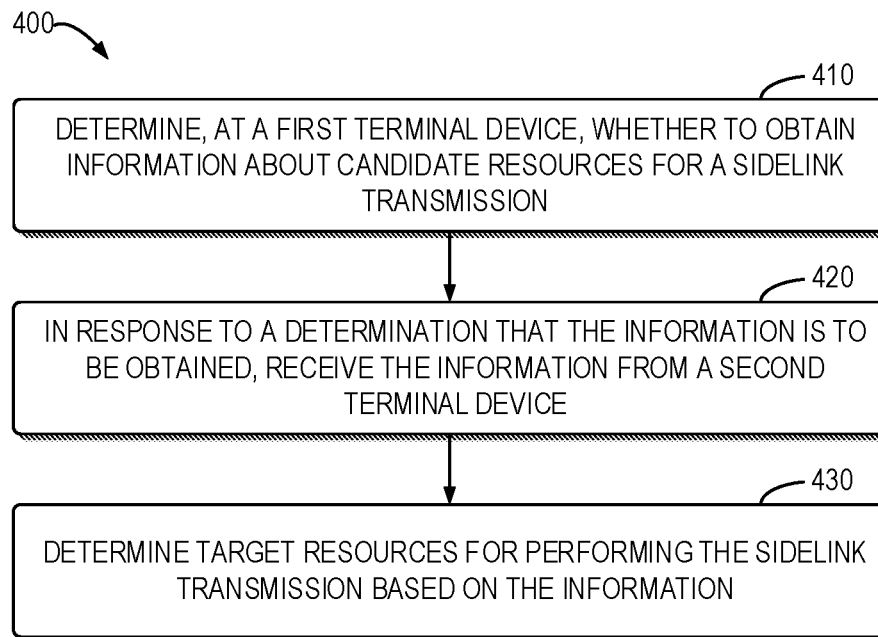 400
410
DETERMINE, AT A FIRST TERMINAL DEVICE, WHETHER TO OBTAIN
INFORMATION ABOUT CANDIDATE RESOURCES FOR A SIDELINK
TRANSMISSION
420
IN RESPONSE TO A DETERMINATION THAT THE INFORMATION IS TO
BE OBTAINED, RECEIVE THE INFORMATION FROM A SECOND
TERMINAL DEVICE
430
DETERMINE TARGET RESOURCES FOR PERFORMING THE SIDELINK
TRANSMISSION BASED ON THE INFORMATION